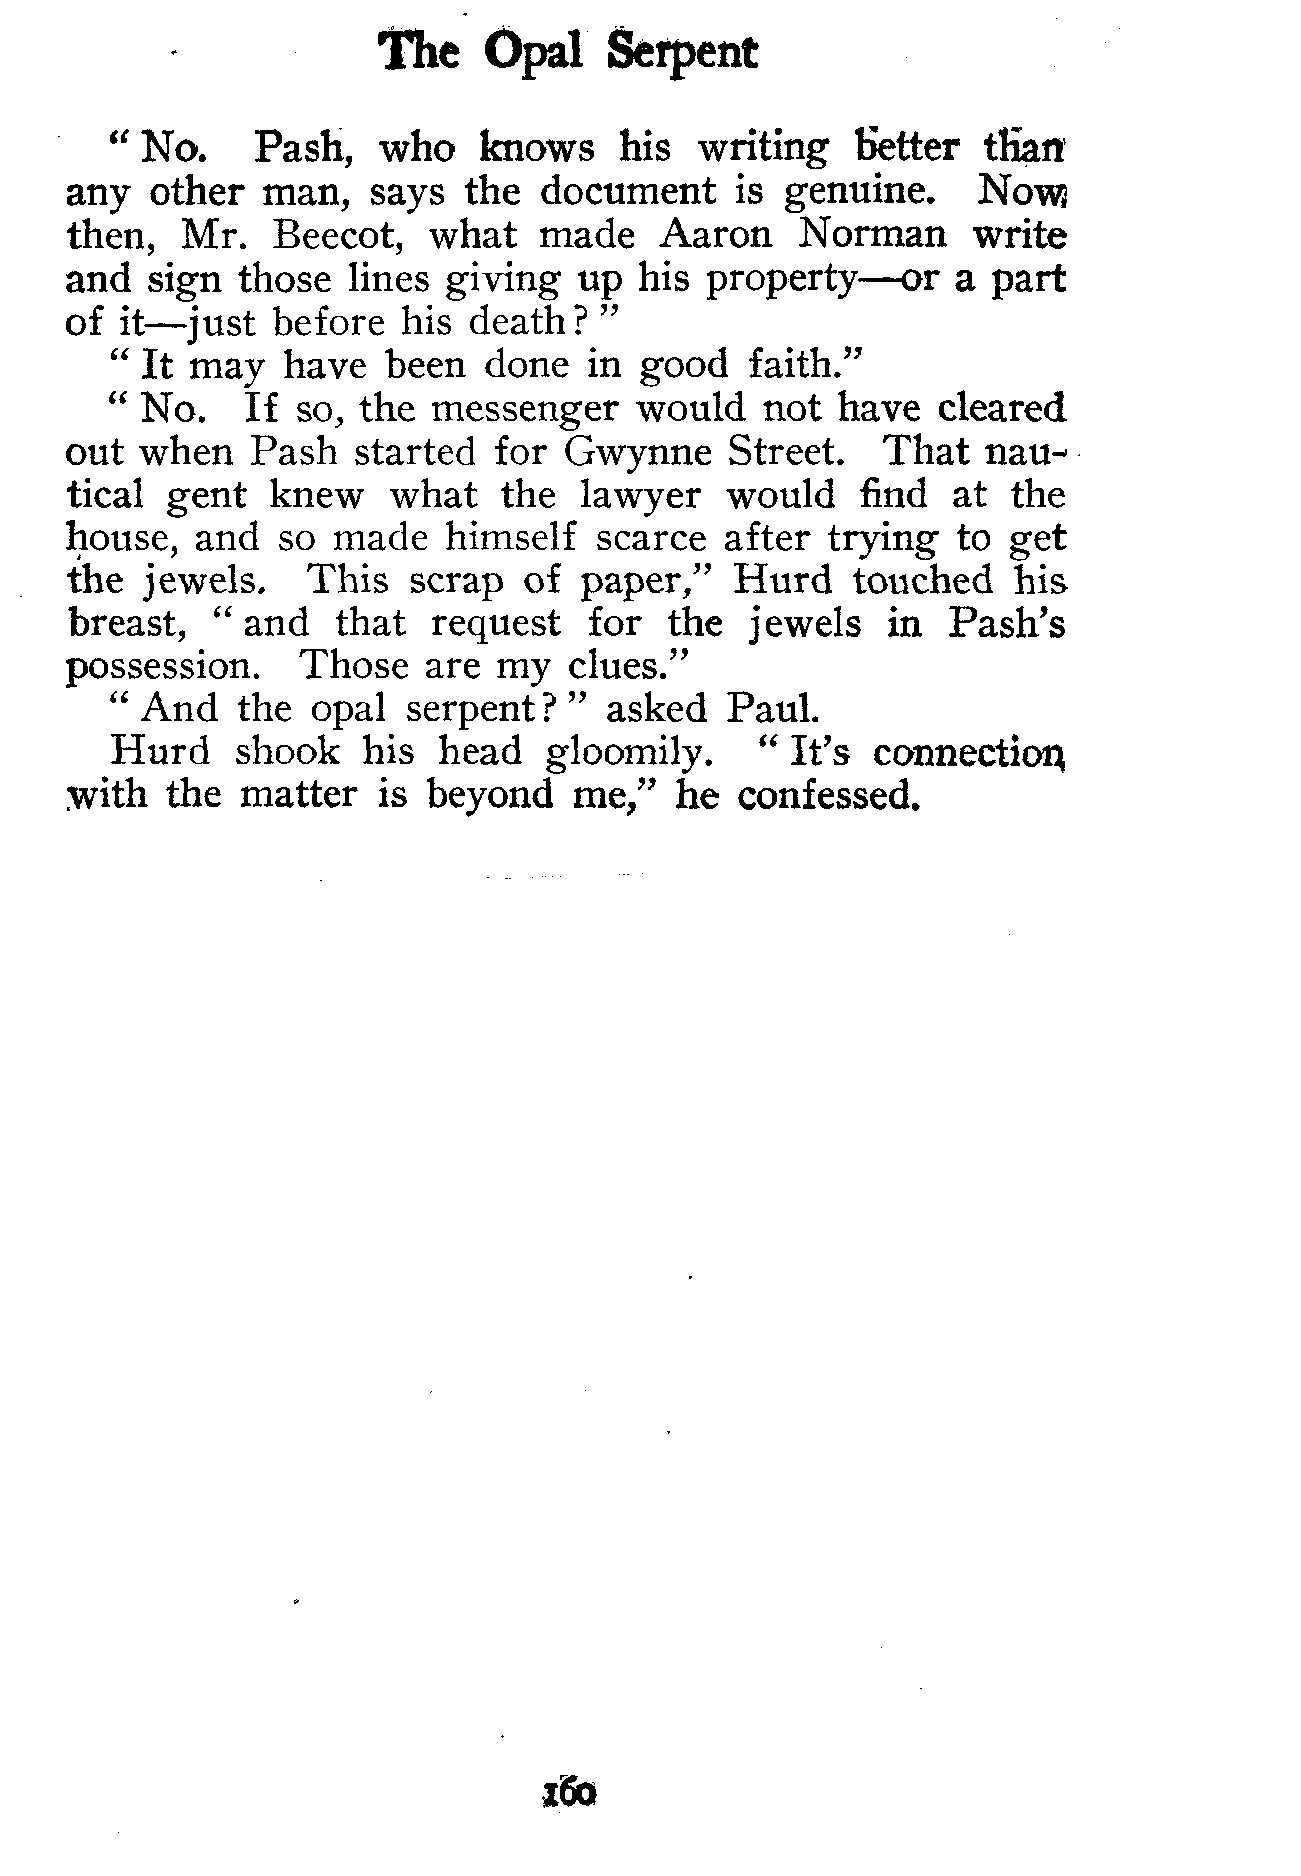 The Opal Serpent
“ No. Pash, who knows his writing better than
any other man, says the document is genuine. Now
then, Mr. Beecot, what made Aaron Norman write
and sign those lines giving up his property—or a part
of it—just before his death? ”
“ It may have been done in good faith.”
“ No. If so, the messenger would not have cleared
out when Pash started for Gwynne Street. That nau-
tical gent knew what the lawyer would find at the
house, and so made himself scarce after trying to get
the jewels. This scrap of paper,” Hurd touched his
breast, “ and that request for the jewels in Pash’s
possession. Those are my clues.”
“ And the opal serpent? ” asked Paul.
Hurd shook his head gloomily. “ It’s connection
with the matter is beyond me,” he confessed.
160